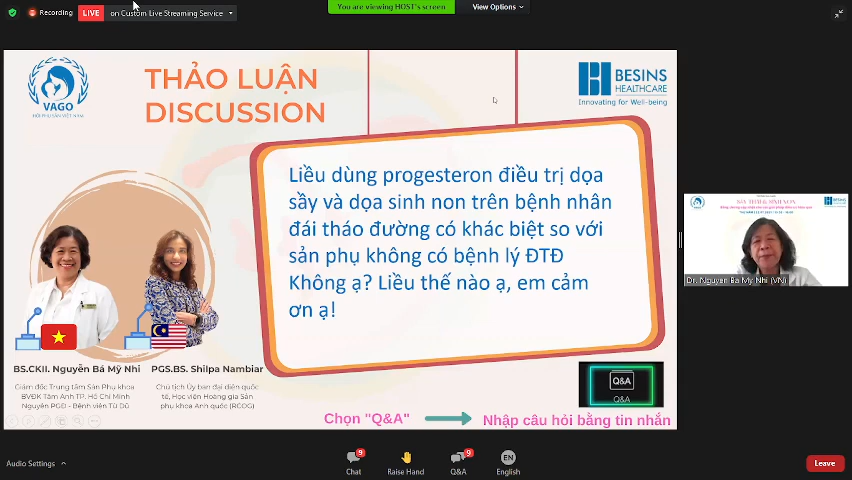 Recording
LIVE
on Custom Live Streaming Service
You are viewing HOST's screen
View Options
VAGO
HỘI PHỤ SẢN VIỆT NAM
THẢO LUẬN
DISCUSSION
BESINS
HEALTHCARE
Innovating for Well-being
Liều dùng progesteron điều trị dọa
sầy và dọa sinh non trên bệnh nhân
đái tháo đường có khác biệt so với
sản phụ không có bệnh lý ĐTĐ
Không ạ? Liều thế nào ạ, em cảm
ơn ạ!
BS.CKII. Nguyễn Bá Mỹ Nhi
Giám đốc Trung tâm Sản Phụ khoa
BVĐK Tâm Anh TP. Hồ Chí Minh
Nguyên PGĐ - Bệnh viện Từ Dũ
PGS.BS. Shilpa Nambiar
Chủ tịch Ủy ban đại diện quốc
tế, Học viện Hoàng gia Sản
phụ khoa Anh quốc (RCOG)
Q&A
Q&A
Chọn "Q&A"
Nhập câu hỏi bằng tin nhắn
Dr. Nguyen Ba My Nhi (VN)
Audio Settings
9
Chat
Raise Hand
9
Q&A
EN
English
Leave